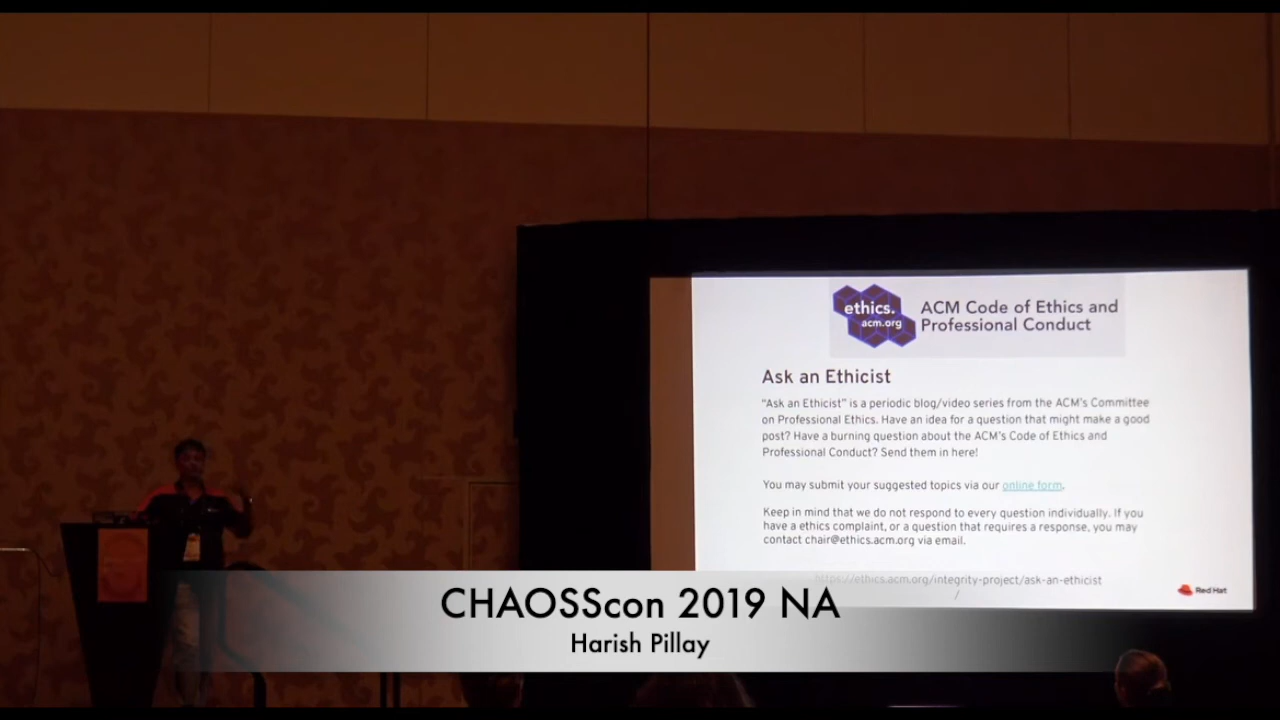 ethics.
acm.org
ACM Code of Ethics and
Professional Conduct
Ask an Ethicist
“Ask an Ethicist” is a periodic blog/video series from the ACM’s Committee
on Professional Ethics. Have an idea for a question that might make a good
post? Have a burning question about the ACM’s Code of Ethics and
Professional Conduct? Send them in here!
You may submit your suggested topics via our online form.
Keep in mind that we do not respond to every question individually. If you
have a ethics complaint, or a question that requires a response, you may
contact chair@ethics.acm.org via email.
https://ethics.acm.org/integrity-project/ask-an-ethicist
/
Red Hat
CHAOSScon 2019 NA
Harish Pillay